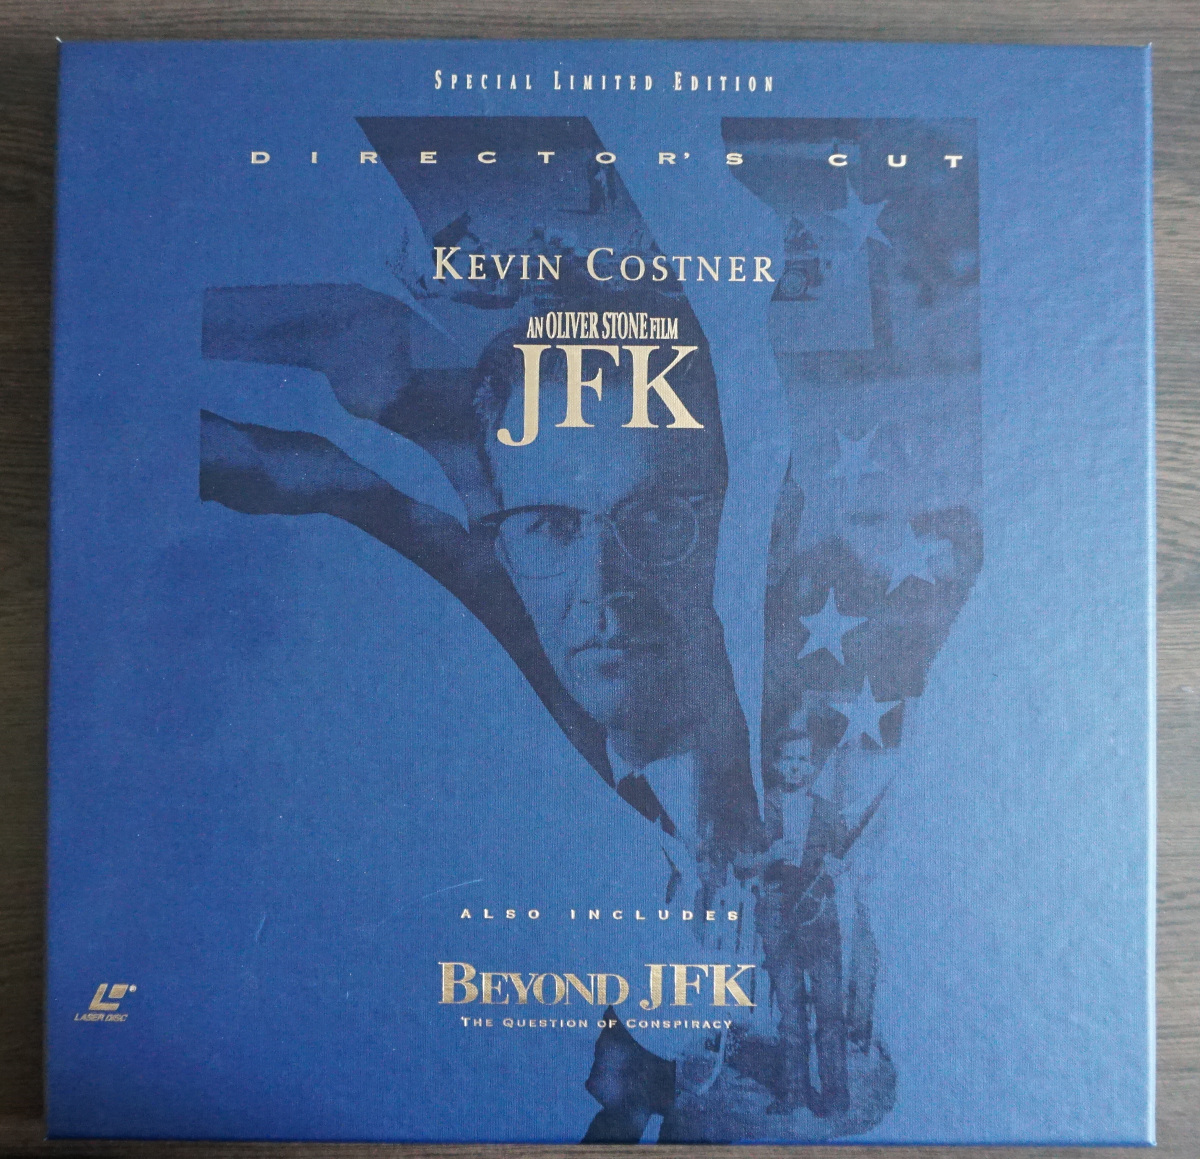 SPECIAL LIMITED EDITION
DIRECTOR'S CUT
KEVIN COSTNER
AN OLIVER STONE FILM
JFK
ALSO INCLUDES
BEYOND JFK
THE QUESTION OF CONSPIRACY
LASER DISC